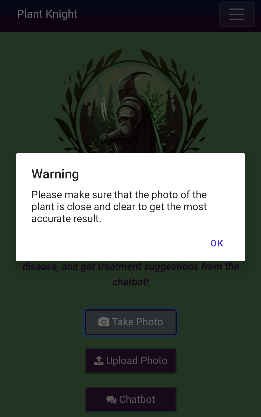 Plant Knight
Warning
Please make sure that the photo of the
plant is close and clear to get the most
accurate result.
OK
disease, and get treatment suggestions from the
chatbot!
Take Photo
Upload Photo
Chatbot